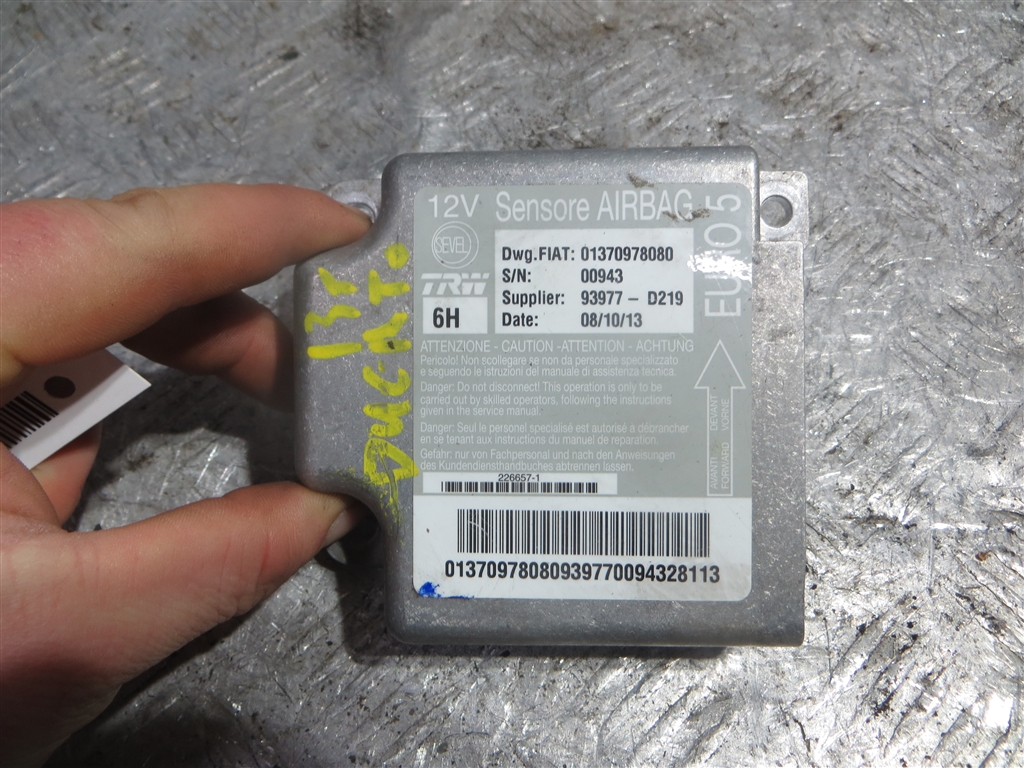 12V Sensore AIRBAG
SEVEL
TRW
6H
Dwg.FIAT: 01370978080
S/N: 00943
Supplier: 93977 - D219
Date: 08/10/13
EURO 5
ATTENZIONE - CAUTION -ATTENTION - ACHTUNG
Pericolo! Non scollegare se non da personale specializzato
e seguendo le istruzioni del manuale di assistenza tecnica.
Danger: Do not disconnect! This operation is only to be
carried out by skilled operators, following the instructions
given in the service manual.
Danger: Seul le personel specialisé est autorisé a débrancher
en se tenant aux instructions du manuel de reparation.
Gefahr: nur von Fachpersonal und nach den Anweisungen
des Kundendiensthandbuches abtrennen lassen.
AVANTI DEVANT
FORWARD VORNE
226657-1
01370978080939770094328113
DUCATO